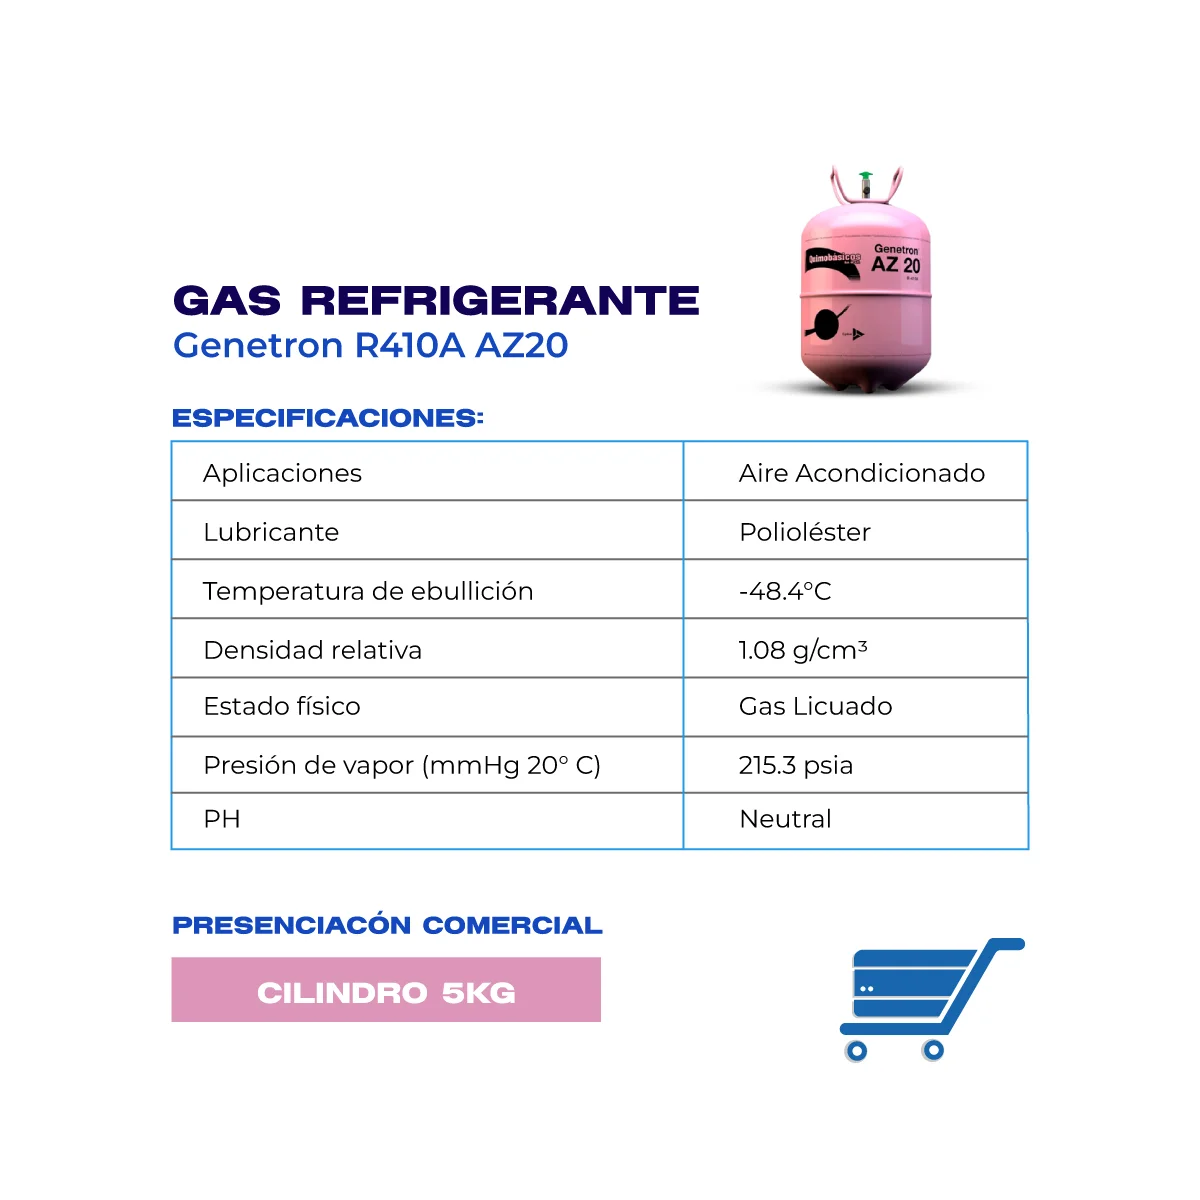 Quimobásicos
Genetron
AZ 20
GAS REFRIGERANTE
Genetron R410A AZ20
ESPECIFICACIONES:
Aplicaciones Aire Acondicionado
Lubricante Polioléster
Temperatura de ebullición -48.4°C
Densidad relativa 1.08 g/cm³
Estado físico Gas Licuado
Presión de vapor (mmHg 20° C) 215.3 psia
PH Neutral
PRESENCIACÓN COMERCIAL
CILINDRO 5KG